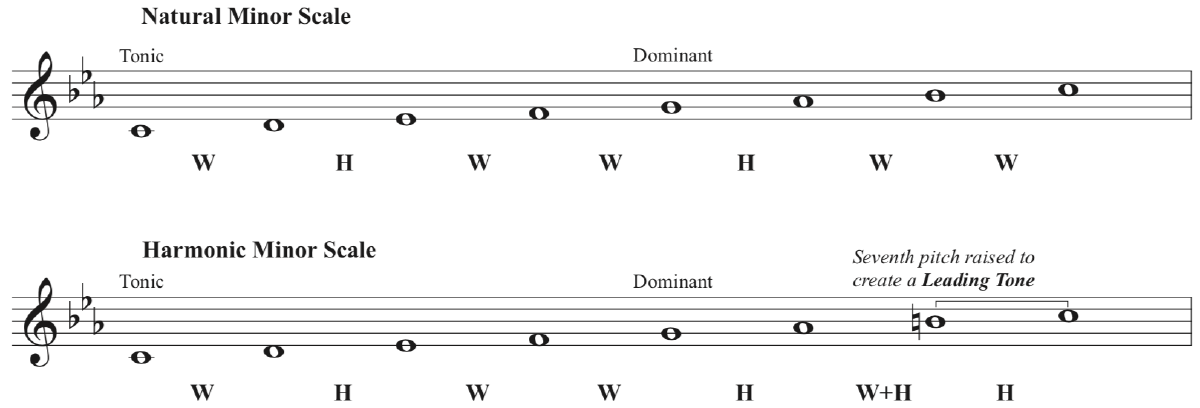 Natural Minor Scale
Tonic Dominant
W H W W H W W
Harmonic Minor Scale
Seventh pitch raised to
create a Leading Tone
Tonic Dominant
W H W W H W+H H